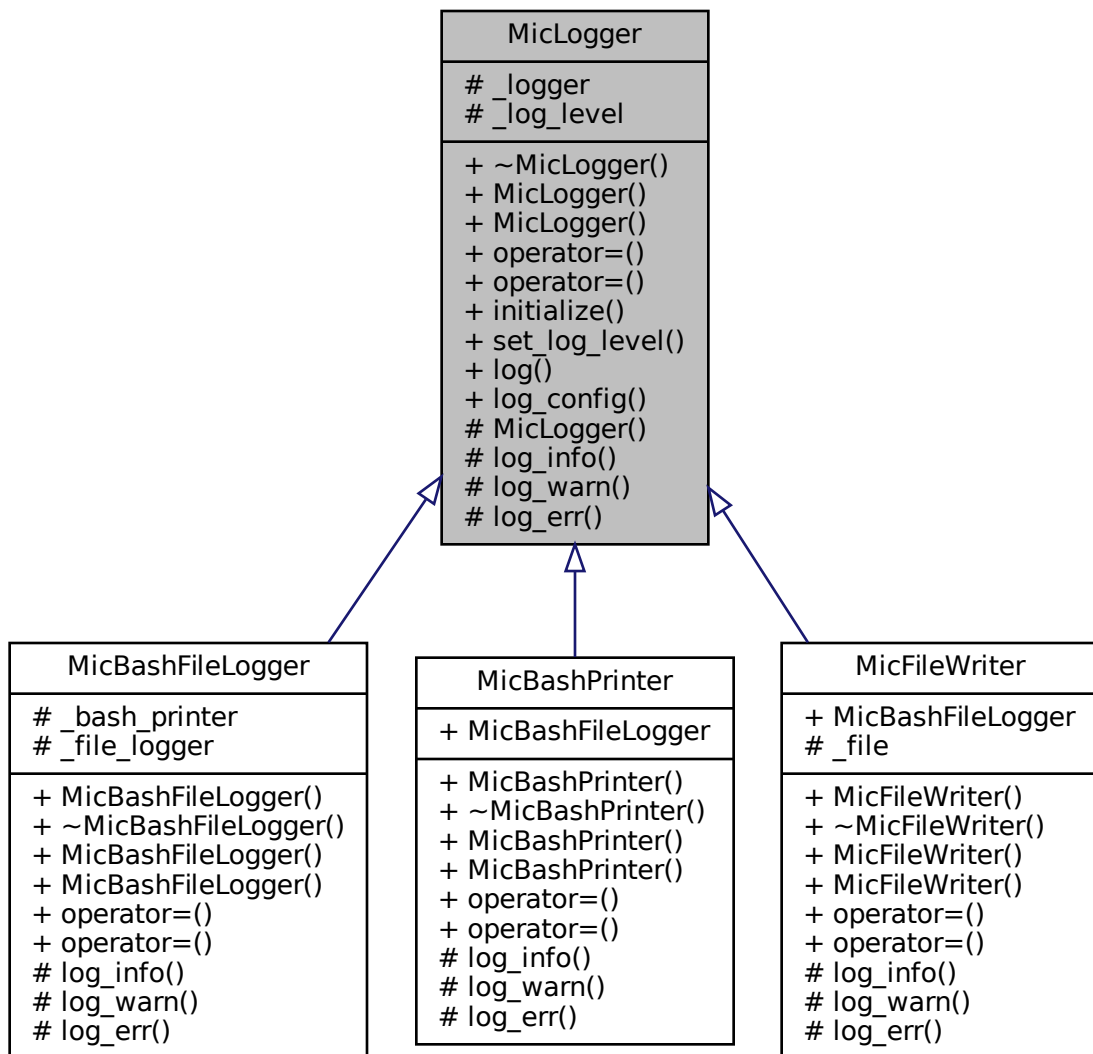 MicLogger
# _logger
# _log_level
+ ~MicLogger()
+ MicLogger()
+ MicLogger()
+ operator=()
+ operator=()
+ initialize()
+ set_log_level()
+ log()
+ log_config()
# MicLogger()
# log_info()
# log_warn()
# log_err()
MicBashFileLogger
# _bash_printer
# _file_logger
+ MicBashFileLogger()
+ ~MicBashFileLogger()
+ MicBashFileLogger()
+ MicBashFileLogger()
+ operator=()
+ operator=()
# log_info()
# log_warn()
# log_err()
MicBashPrinter
+ MicBashFileLogger
+ MicBashPrinter()
+ ~MicBashPrinter()
+ MicBashPrinter()
+ MicBashPrinter()
+ operator=()
+ operator=()
# log_info()
# log_warn()
# log_err()
MicFileWriter
+ MicBashFileLogger
# _file
+ MicFileWriter()
+ ~MicFileWriter()
+ MicFileWriter()
+ MicFileWriter()
+ operator=()
+ operator=()
# log_info()
# log_warn()
# log_err()